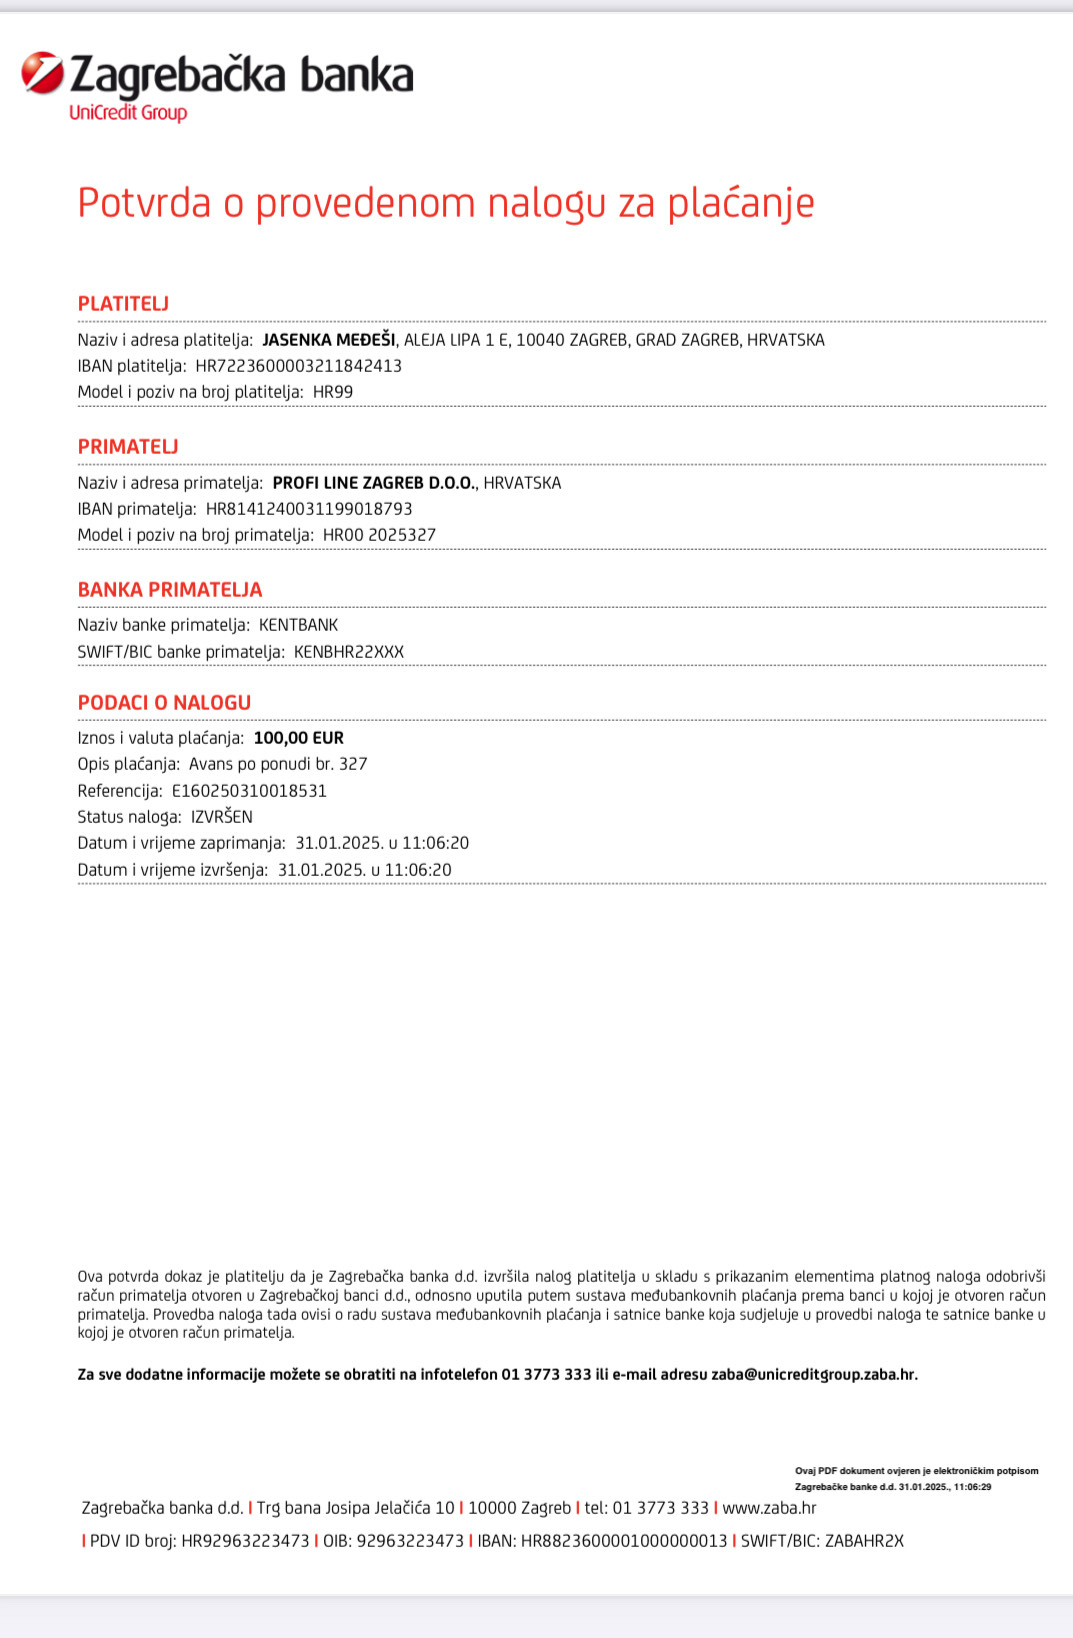 Zagrebačka banka
UniCredit Group
Potvrda o provedenom nalogu za plaćanje
PLATITELJ
Naziv i adresa platitelja: JASENKA MEĐEŠI, ALEJA LIPA 1 E, 10040 ZAGREB, GRAD ZAGREB, HRVATSKA
IBAN platitelja: HR7223600003211842413
Model i poziv na broj platitelja: HR99
PRIMATELJ
Naziv i adresa primatelja: PROFI LINE ZAGREB D.O.O., HRVATSKA
IBAN primatelja: HR8141240031199018793
Model i poziv na broj primatelja: HR00 2025327
BANKA PRIMATELJA
Naziv banke primatelja: KENTBANK
SWIFT/BIC banke primatelja: KENBHR22XXX
PODACI O NALOGU
Iznos i valuta plaćanja: 100,00 EUR
Opis plaćanja: Avans po ponudi br. 327
Referencija: E160250310018531
Status naloga: IZVRŠEN
Datum i vrijeme zaprimanja: 31.01.2025. u 11:06:20
Datum i vrijeme izvršenja: 31.01.2025. u 11:06:20
Ova potvrda dokaz je platitelju da je Zagrebačka banka d.d. izvršila nalog platitelja u skladu s prikazanim elementima platnog naloga odobrivši
račun primatelja otvoren u Zagrebačkoj banci d.d., odnosno uputila putem sustava međubankovnih plaćanja prema banci u kojoj je otvoren račun
primatelja. Provedba naloga tada ovisi o radu sustava međubankovnih plaćanja i satnice banke koja sudjeluje u provedbi naloga te satnice banke u
kojoj je otvoren račun primatelja.
Za sve dodatne informacije možete se obratiti na infotelefon 01 3773 333 ili e-mail adresu zaba@unicreditgroup.zaba.hr.
Ovaj PDF dokument ovjeren je elektroničkim potpisom
Zagrebačke banke d.d. 31.01.2025., 11:06:29
Zagrebačka banka d.d. I Trg bana Josipa Jelačića 10 I 10000 Zagreb I tel: 01 3773 333 I www.zaba.hr
I PDV ID broj: HR92963223473 I OIB: 92963223473 I IBAN: HR8823600001000000013 I SWIFT/BIC: ZABAHR2X